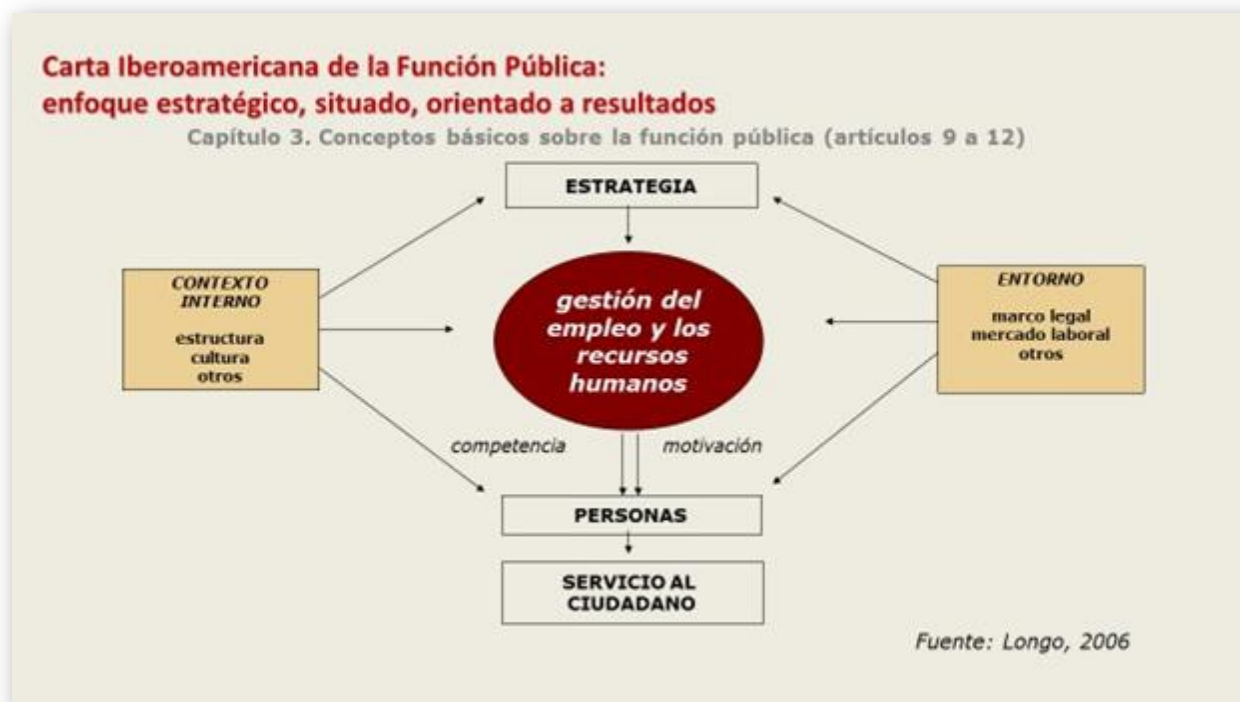 Carta Iberoamericana de la Función Pública:
enfoque estratégico, situado, orientado a resultados
Capítulo 3. Conceptos básicos sobre la función pública (artículos 9 a 12)
ESTRATEGIA
CONTEXTO
INTERNO
estructura
cultura
otros
gestión del
empleo y los
recursos
humanos
ENTORNO
marco legal
mercado laboral
otros
competencia
motivación
PERSONAS
SERVICIO AL
CIUDADANO
Fuente: Longo, 2006